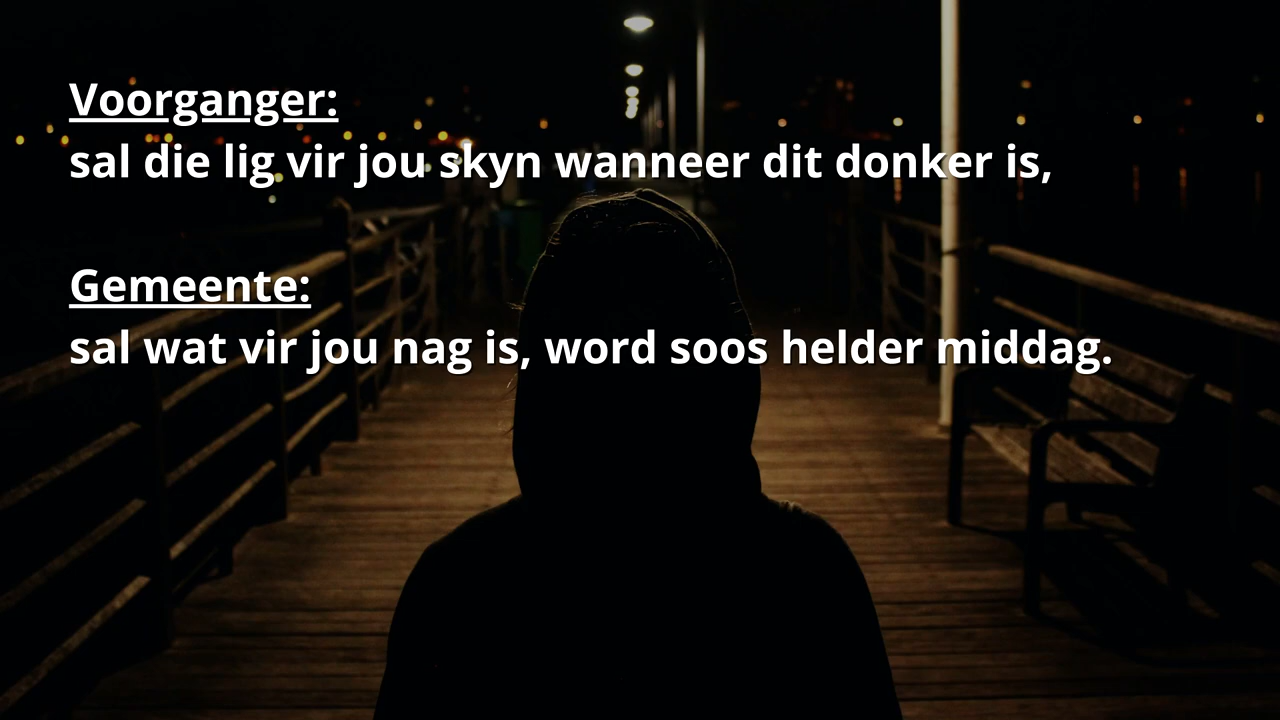 Voorganger:
sal die lig vir jou skyn wanneer dit donker is,
Gemeente:
sal wat vir jou nag is, word soos helder middag.